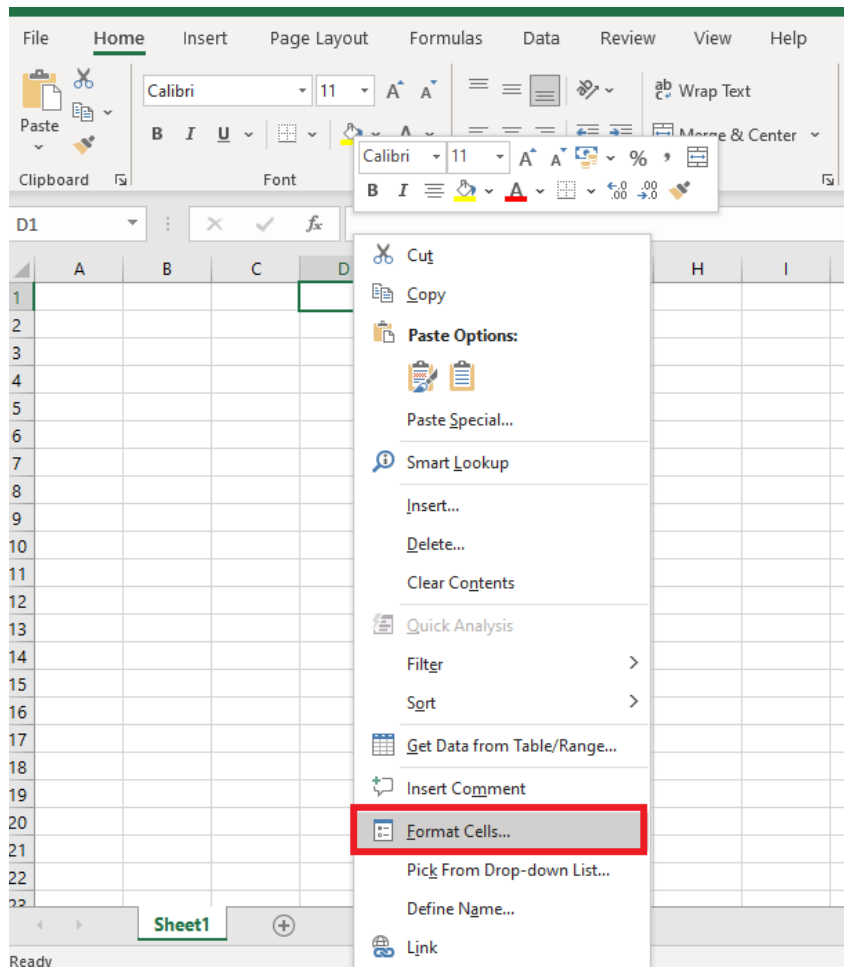 File Home Insert Page Layout Formulas Data Review View Help
Calibri 11 A A ab Wrap Text
Paste B I U Merge & Center
Calibri 11 A A % ,
Clipboard Font
B I A .00 .0
D1 fx
A B C D H I
Cut
1
Copy
2
Paste Options:
3
4
Paste Special...
5
6
Smart Lookup
7
8
Insert...
9
Delete...
10
11
Clear Contents
12
Quick Analysis
13
14
Filter
15
Sort
16
17
Get Data from Table/Range...
18
Insert Comment
19
20
Format Cells...
21
22
Pick From Drop-down List...
23
Define Name...
Sheet1
Link
Ready